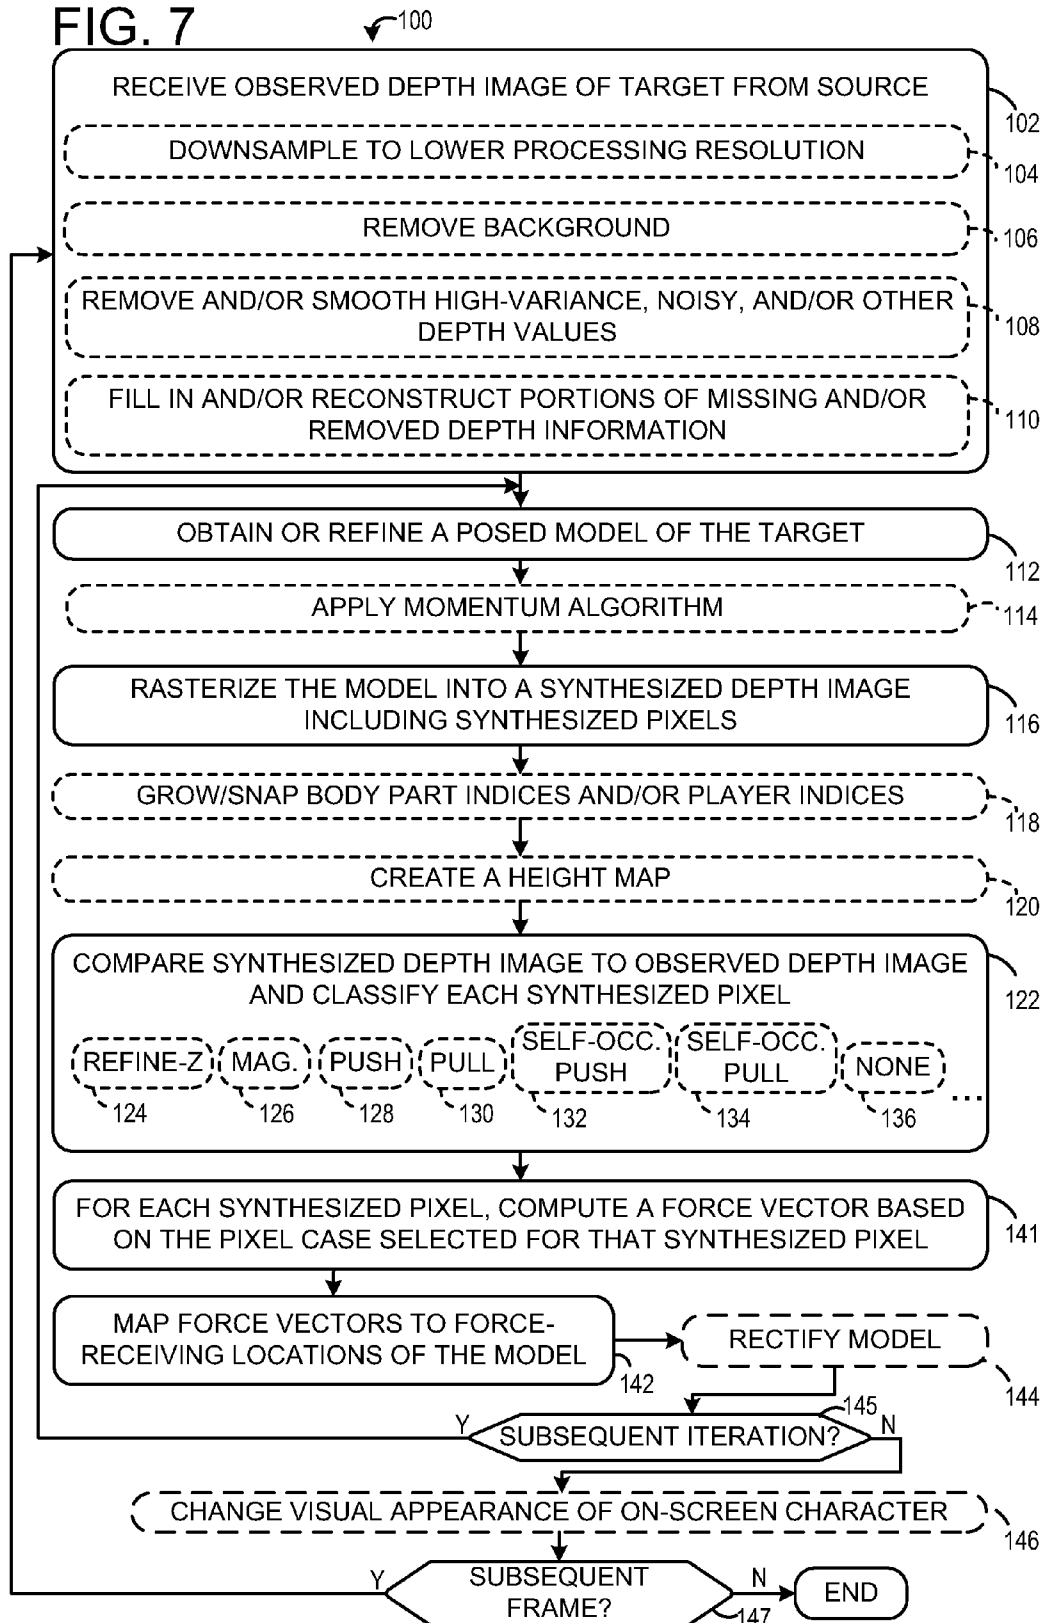 FIG. 7
100
RECEIVE OBSERVED DEPTH IMAGE OF TARGET FROM SOURCE
102
DOWNSAMPLE TO LOWER PROCESSING RESOLUTION
104
REMOVE BACKGROUND
106
REMOVE AND/OR SMOOTH HIGH-VARIANCE, NOISY, AND/OR OTHER
DEPTH VALUES
108
FILL IN AND/OR RECONSTRUCT PORTIONS OF MISSING AND/OR
REMOVED DEPTH INFORMATION
110
OBTAIN OR REFINE A POSED MODEL OF THE TARGET
112
APPLY MOMENTUM ALGORITHM
114
RASTERIZE THE MODEL INTO A SYNTHESIZED DEPTH IMAGE
INCLUDING SYNTHESIZED PIXELS
116
GROW/SNAP BODY PART INDICES AND/OR PLAYER INDICES
118
CREATE A HEIGHT MAP
120
COMPARE SYNTHESIZED DEPTH IMAGE TO OBSERVED DEPTH IMAGE
AND CLASSIFY EACH SYNTHESIZED PIXEL
122
REFINE-Z
124
MAG.
126
PUSH
128
PULL
130
SELF-OCC.
PUSH
132
SELF-OCC.
PULL
134
NONE
136
...
FOR EACH SYNTHESIZED PIXEL, COMPUTE A FORCE VECTOR BASED
ON THE PIXEL CASE SELECTED FOR THAT SYNTHESIZED PIXEL
141
MAP FORCE VECTORS TO FORCE-
RECEIVING LOCATIONS OF THE MODEL
142
RECTIFY MODEL
144
145
Y
SUBSEQUENT ITERATION?
N
CHANGE VISUAL APPEARANCE OF ON-SCREEN CHARACTER
146
Y
SUBSEQUENT
FRAME?
N
END
147